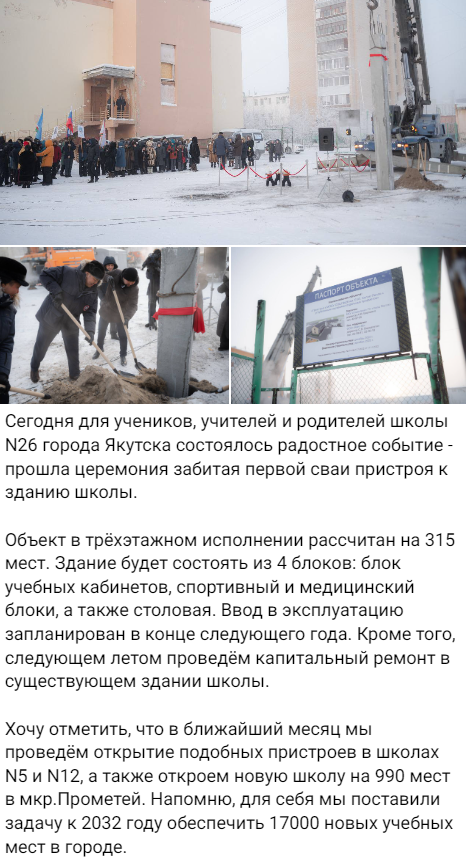 ПАСПОРТ ОБЪЕКТА
Сегодня для учеников, учителей и родителей школы
N26 города Якутска состоялось радостное событие -
прошла церемония забитая первой сваи пристроя к
зданию школы.
Объект в трёхэтажном исполнении рассчитан на 315
мест. Здание будет состоять из 4 блоков: блок
учебных кабинетов, спортивный и медицинский
блоки, а также столовая. Ввод в эксплуатацию
запланирован в конце следующего года. Кроме того,
следующем летом проведём капитальный ремонт в
существующем здании школы.
Хочу отметить, что в ближайший месяц мы
проведём открытие подобных пристроев в школах
N5 и N12, а также откроем новую школу на 990 мест
в мкр.Прометей. Напомню, для себя мы поставили
задачу к 2032 году обеспечить 17000 новых учебных
мест в городе.